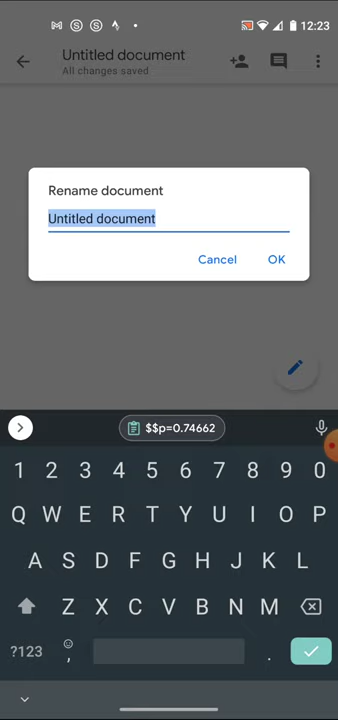 12:23
Untitled document
All changes saved
Rename document
Untitled document
Cancel OK
$$p=0.74662
1 2 3 4 5 6 7 8 9 0
Q W E R T Y U I O P
A S D F G H J K L
Z X C V B N M
?123 , .